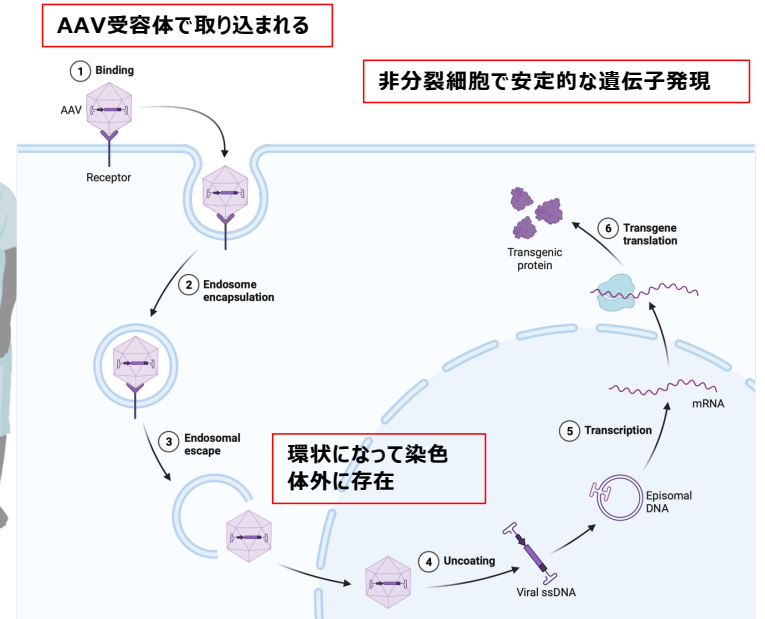 AAV受容体で取り込まれる
非分裂細胞で安定的な遺伝子発現
1 Binding
AAV
Receptor
2 Endosome
encapsulation
3 Endosomal
escape
環状になって染色
体外に存在
4 Uncoating
Viral ssDNA
Episomal
DNA
5 Transcription
mRNA
6 Transgene
translation
Transgenic
protein